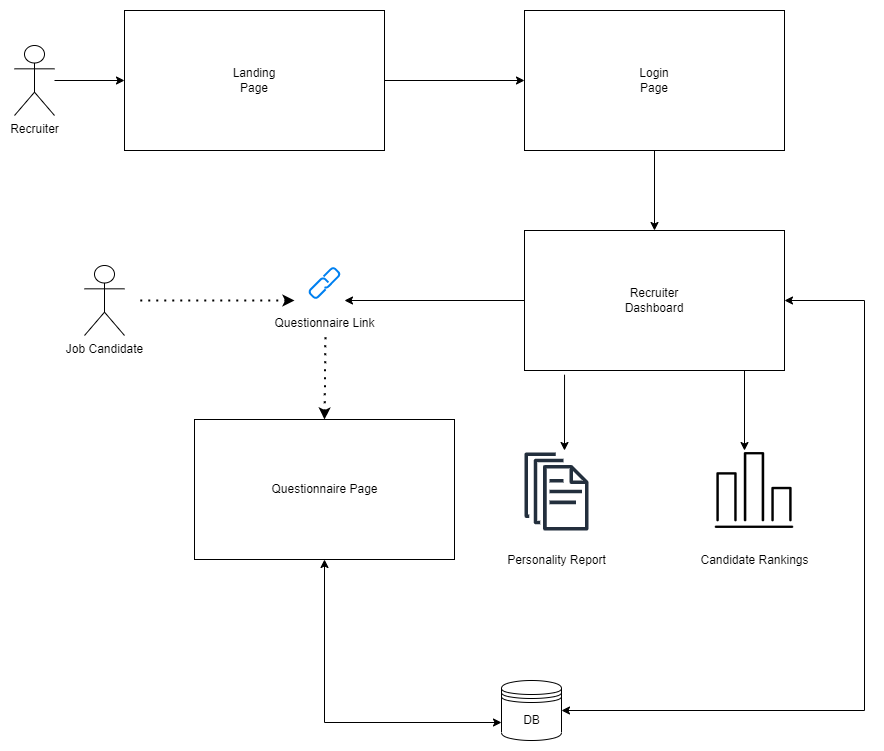 Landing
Page
Login
Page
Recruiter
Recruiter
Dashboard
Questionnaire Link
Job Candidate
Questionnaire Page
Personality Report
Candidate Rankings
DB